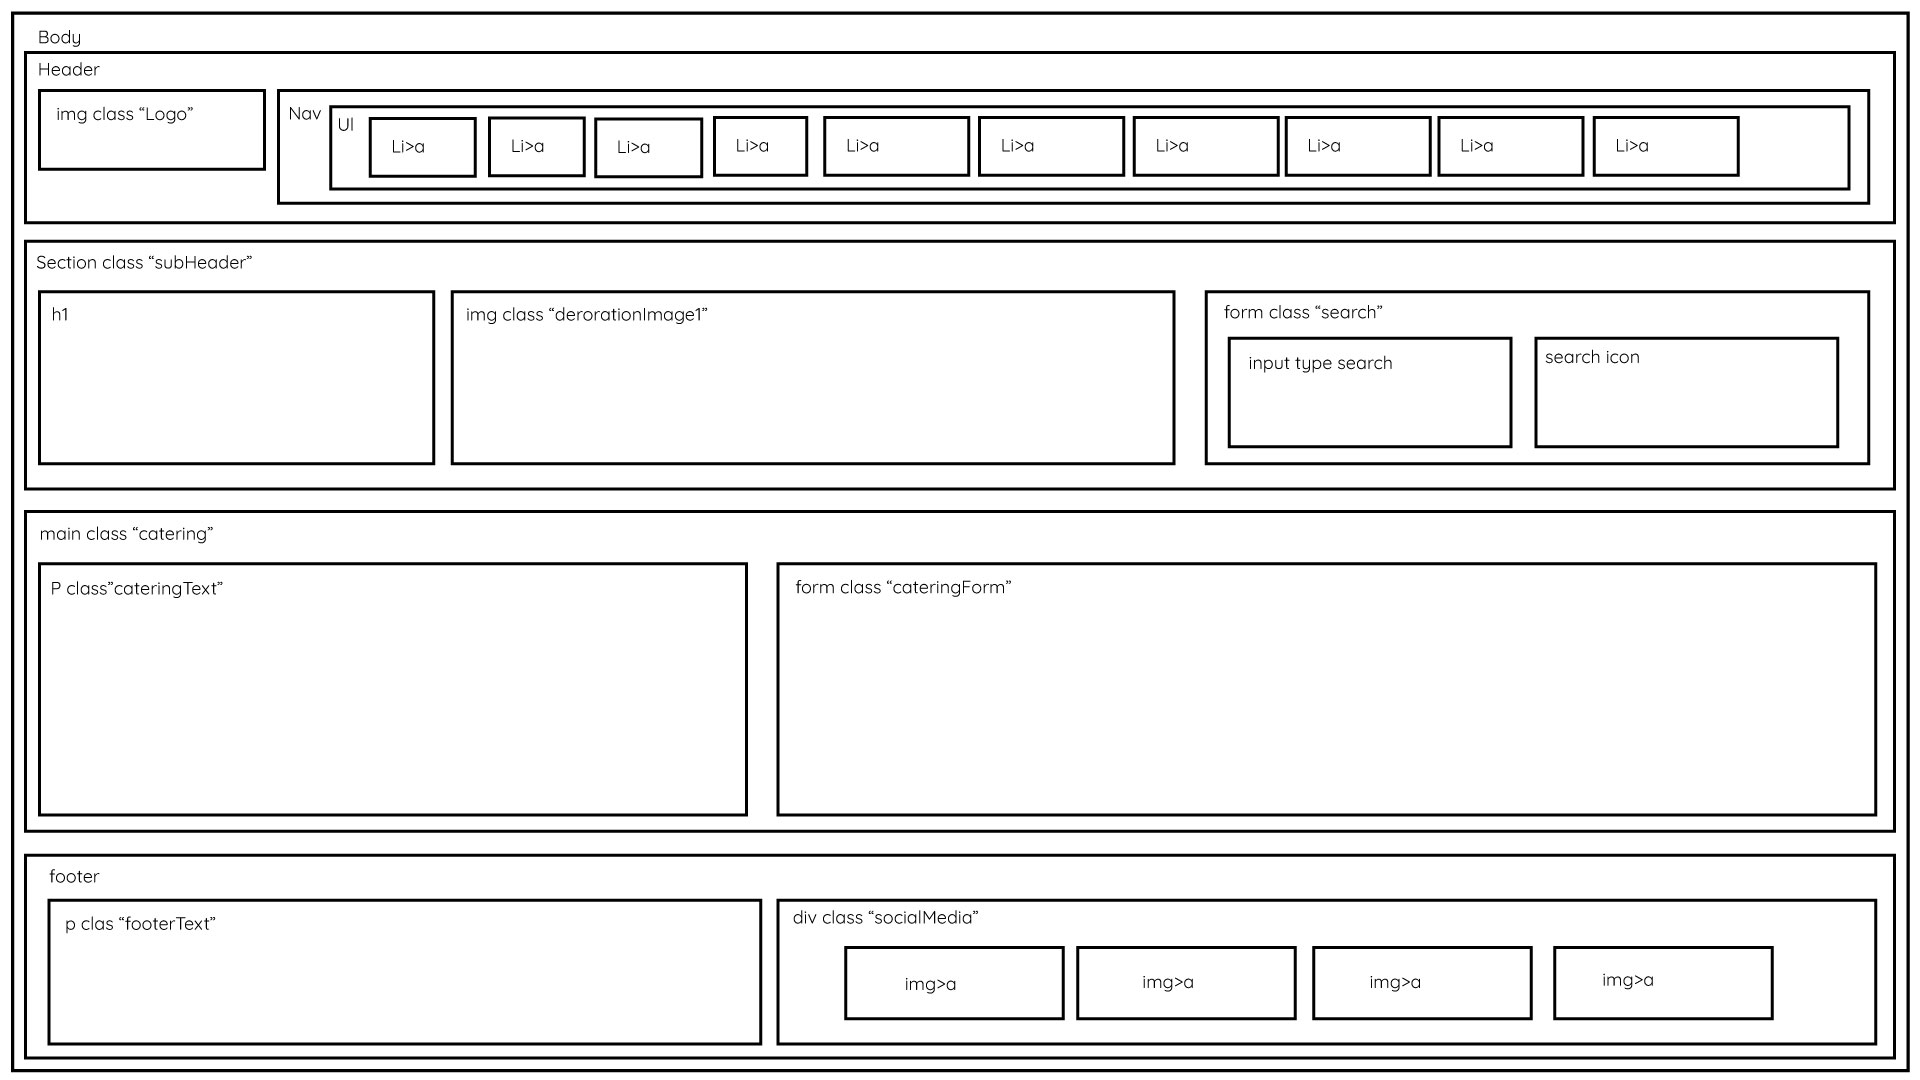 Body
Header
img class “Logo”
Nav
Ul
Li>a
Li>a
Li>a
Li>a
Li>a
Li>a
Li>a
Li>a
Li>a
Li>a
Section class “subHeader”
h1
img class “derorationImage1”
form class “search”
input type search
search icon
main class “catering”
P class”cateringText”
form class “cateringForm”
footer
p clas “footerText”
div class “socialMedia”
img>a
img>a
img>a
img>a